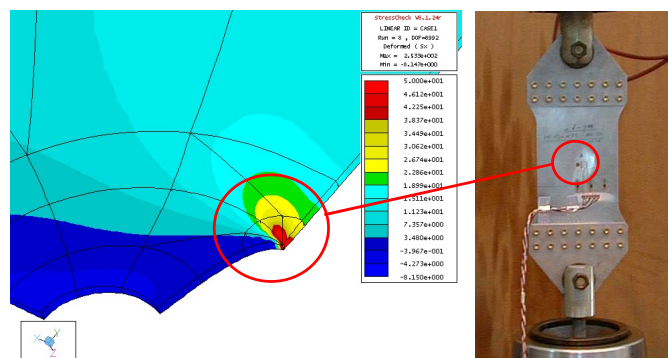 StressCheck V6.1.2#r
LINEAR ID = CASE1
Run = 8 , DOF=8992
Deformed ( Sx )
Max = 2.533e+002
Min = -8.147e+000
5.000e+001
4.612e+001
4.225e+001
3.837e+001
3.449e+001
3.062e+001
2.674e+001
2.286e+001
1.899e+001
1.511e+001
1.123e+001
7.357e+000
3.480e+000
-3.967e-001
-4.273e+000
-8.150e+000
Y
X
Z